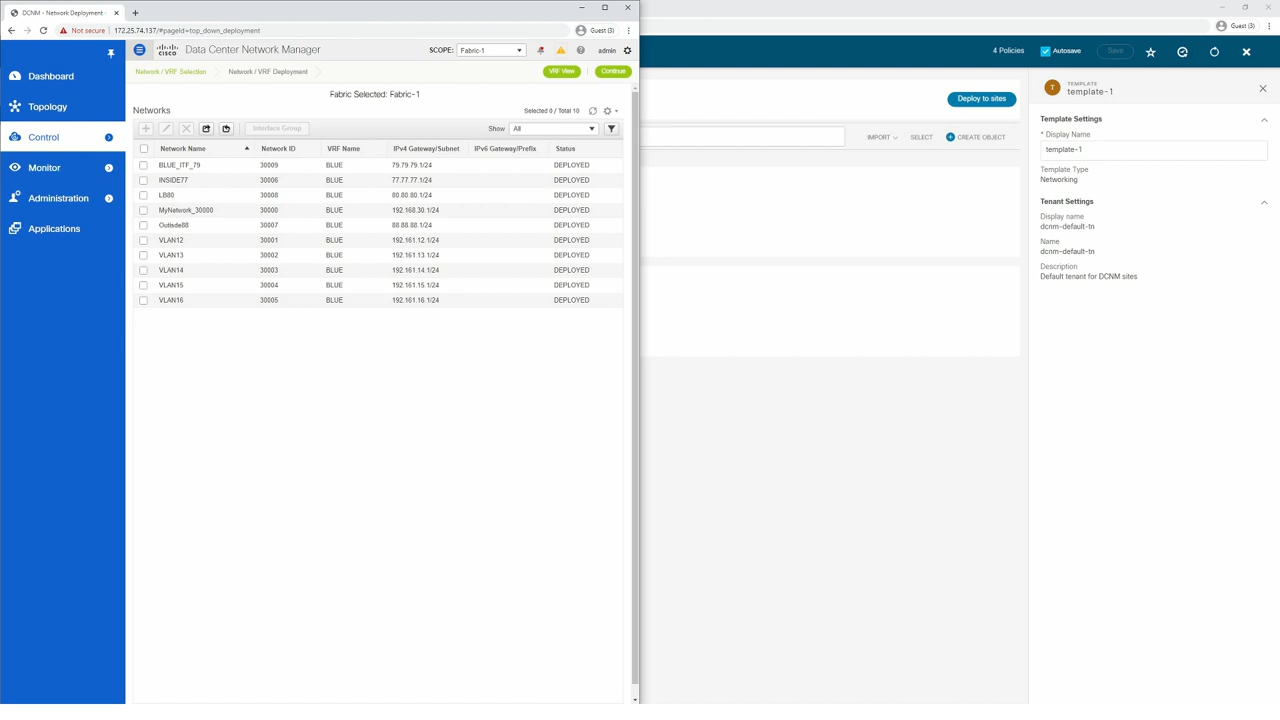 DCNM - Network Deployment -
Guest (3)
Not secure | 172.25.74.137/#pageId=top_down_deployment
Guest (3)
CISCO
Data Center Network Manager
SCOPE: Fabric-1
admin
4 Policies
Autosave
Save
Dashboard
Topology
Control
Monitor
Administration
Applications
Network / VRF Selection
Network / VRF Deployment
VRF View
Continue
Fabric Selected: Fabric-1
Networks
Selected 0 / Total 10
Interface Group
Show All
Network Name Network ID VRF Name IPv4 Gateway/Subnet IPv6 Gateway/Prefix Status
BLUE_ITF_79 30009 BLUE 79.79.79.1/24 DEPLOYED
INSIDE77 30006 BLUE 77.77.77.1/24 DEPLOYED
LB80 30008 BLUE 80.80.80.1/24 DEPLOYED
MyNetwork_30000 30000 BLUE 192.168.30.1/24 DEPLOYED
Outisde88 30007 BLUE 88.88.88.1/24 DEPLOYED
VLAN12 30001 BLUE 192.161.12.1/24 DEPLOYED
VLAN13 30002 BLUE 192.161.13.1/24 DEPLOYED
VLAN14 30003 BLUE 192.161.14.1/24 DEPLOYED
VLAN15 30004 BLUE 192.161.15.1/24 DEPLOYED
VLAN16 30005 BLUE 192.161.16.1/24 DEPLOYED
Deploy to sites
IMPORT
SELECT
CREATE OBJECT
T
TEMPLATE
template-1
Template Settings
* Display Name
template-1
Template Type
Networking
Tenant Settings
Display name
dcnm-default-tn
Name
dcnm-default-tn
Description
Default tenant for DCNM sites